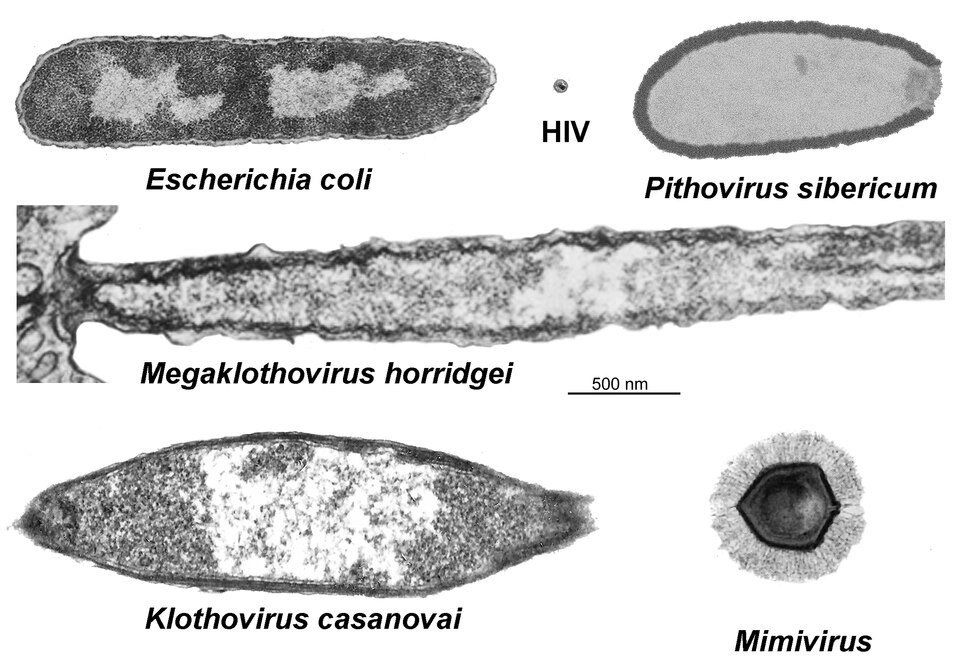 HIV
Escherichia coli
Pithovirus sibericum
Megaklothovirus horridgei
500 nm
Klothovirus casanovai
Mimivirus